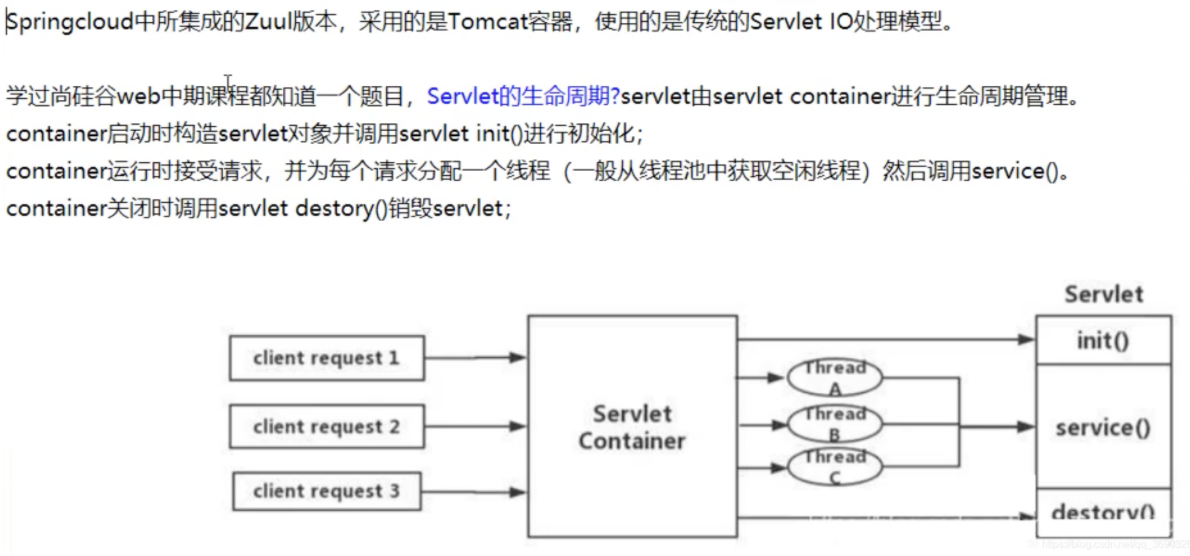 Springcloud中所集成的Zuul版本，采用的是Tomcat容器，使用的是传统的Servlet IO处理模型。
学过尚硅谷web中期课程都知道一个题目，Servlet的生命周期?servlet由servlet container进行生命周期管理。
container启动时构造servlet对象并调用servlet init()进行初始化；
container运行时接受请求，并为每个请求分配一个线程（一般从线程池中获取空闲线程）然后调用service()。
container关闭时调用servlet destory()销毁servlet；
Servlet
client request 1
client request 2
client request 3
Servlet
Container
Thread
A
Thread
B
Thread
C
init()
service()
destory()